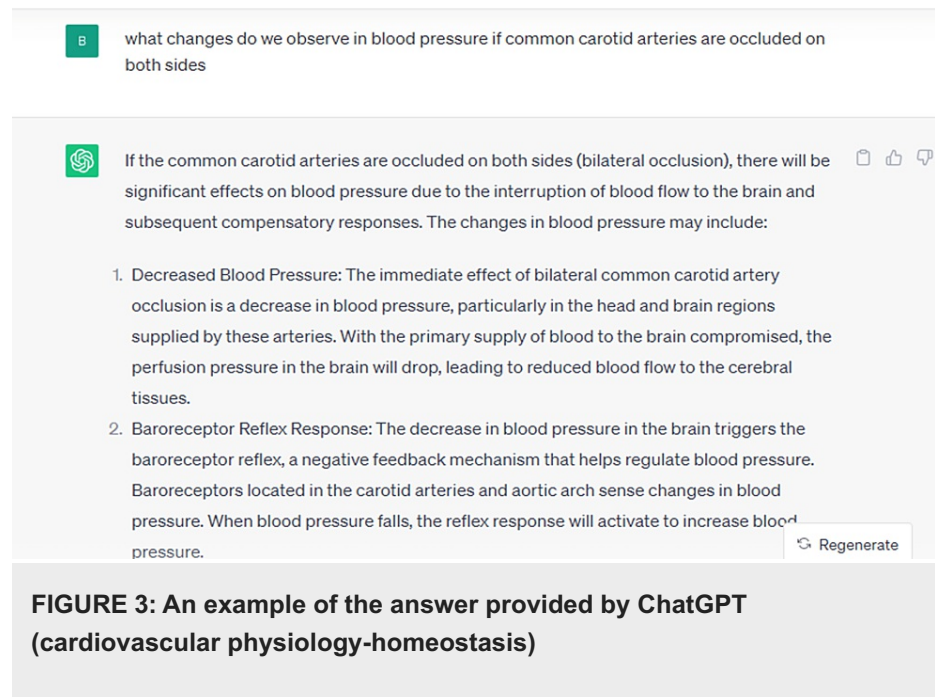 B
what changes do we observe in blood pressure if common carotid arteries are occluded on
both sides
If the common carotid arteries are occluded on both sides (bilateral occlusion), there will be
significant effects on blood pressure due to the interruption of blood flow to the brain and
subsequent compensatory responses. The changes in blood pressure may include:
1. Decreased Blood Pressure: The immediate effect of bilateral common carotid artery
occlusion is a decrease in blood pressure, particularly in the head and brain regions
supplied by these arteries. With the primary supply of blood to the brain compromised, the
perfusion pressure in the brain will drop, leading to reduced blood flow to the cerebral
tissues.
2. Baroreceptor Reflex Response: The decrease in blood pressure in the brain triggers the
baroreceptor reflex, a negative feedback mechanism that helps regulate blood pressure.
Baroreceptors located in the carotid arteries and aortic arch sense changes in blood
pressure. When blood pressure falls, the reflex response will activate to increase blood
pressure.
Regenerate
FIGURE 3: An example of the answer provided by ChatGPT
(cardiovascular physiology-homeostasis)